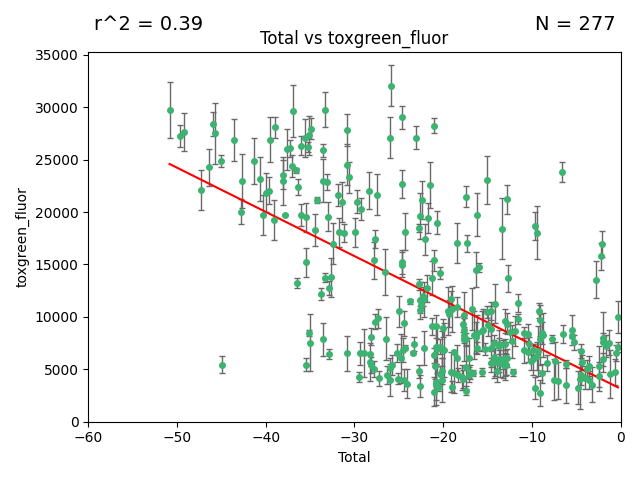 r^2 = 0.39 N = 277
Total vs toxgreen_fluor
35000
30000
25000
20000
15000
10000
5000
0
toxgreen_fluor
−60 −50 −40 −30 −20 −10 0
Total